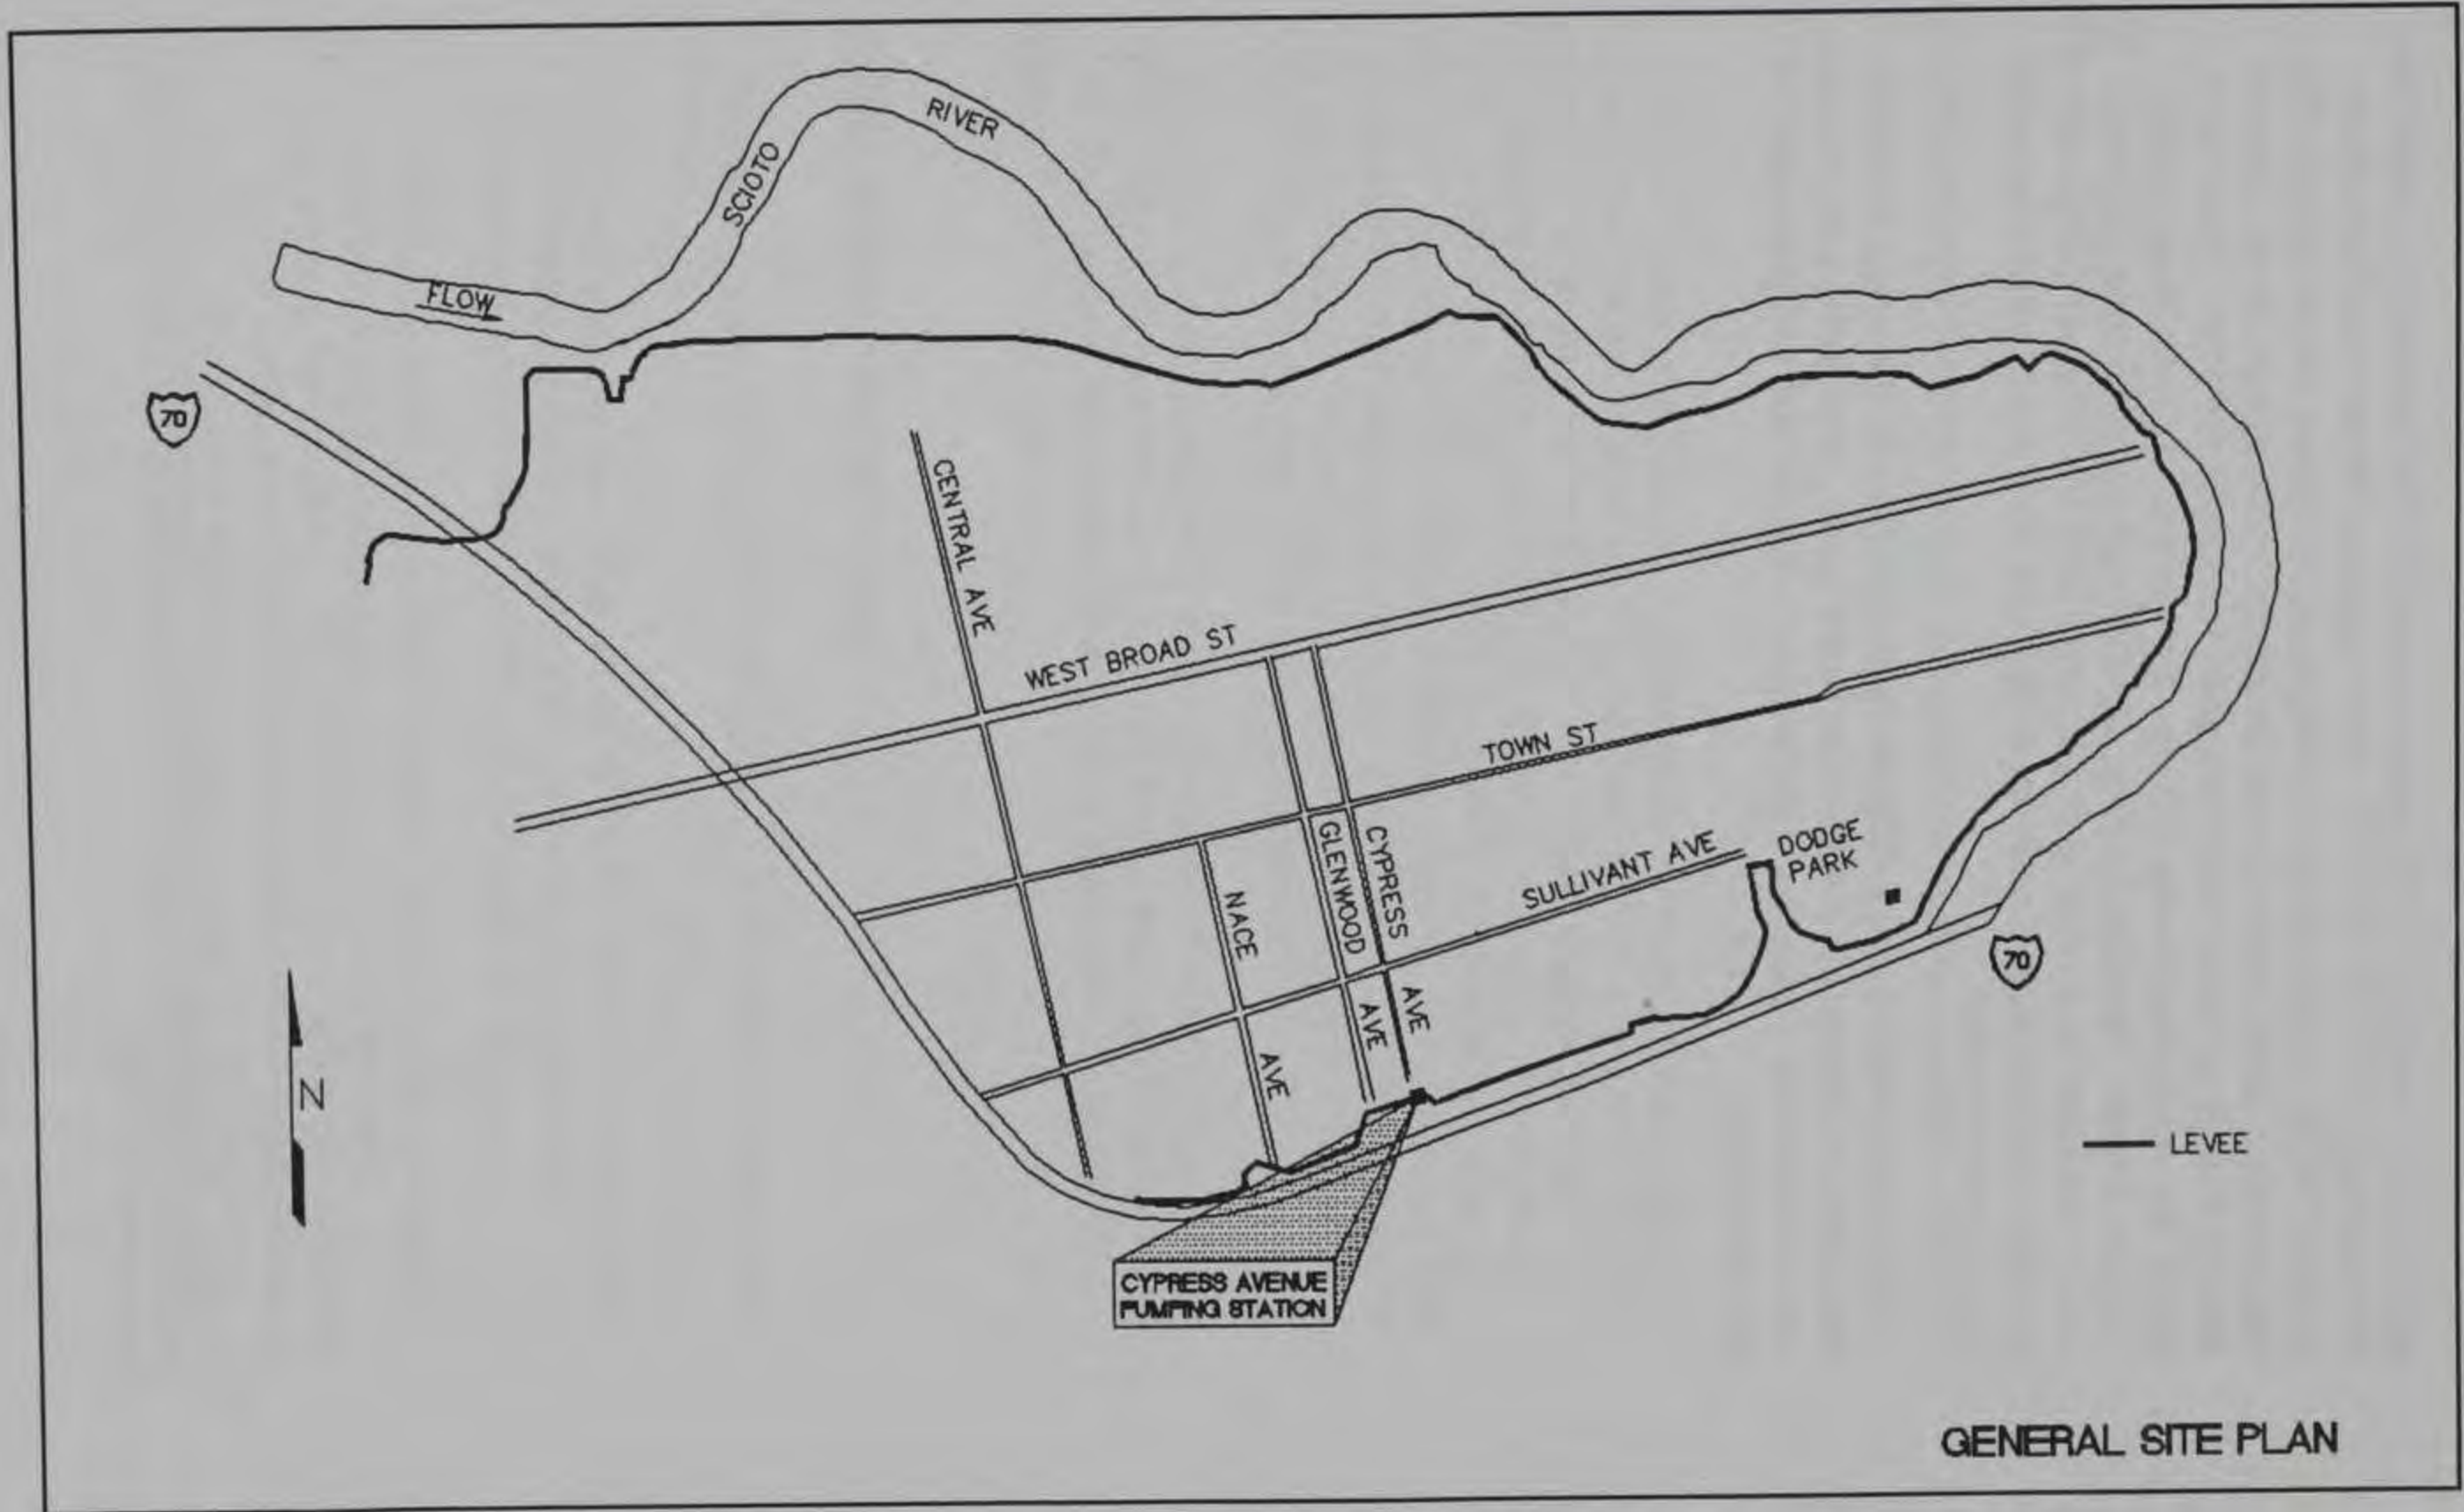 RIVER
SCIOTO
FLOW
70
CENTRAL AVE
WEST BROAD ST
TOWN ST
GLENWOOD AVE
CYPRESS AVE
NACE AVE
SULLIVANT AVE
DODGE
PARK
70
N
LEVEE
CYPRESS AVENUE
PUMPING STATION
GENERAL SITE PLAN